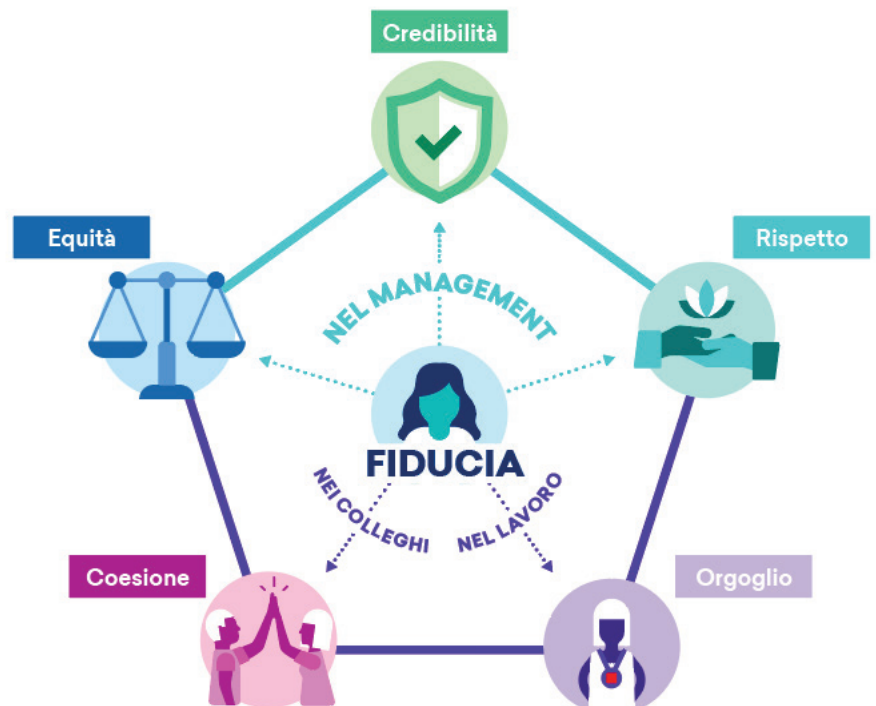 Credibilità
Equità
Rispetto
NEL MANAGEMENT
FIDUCIA
NEI COLLEGHI
NEL LAVORO
Coesione
Orgoglio